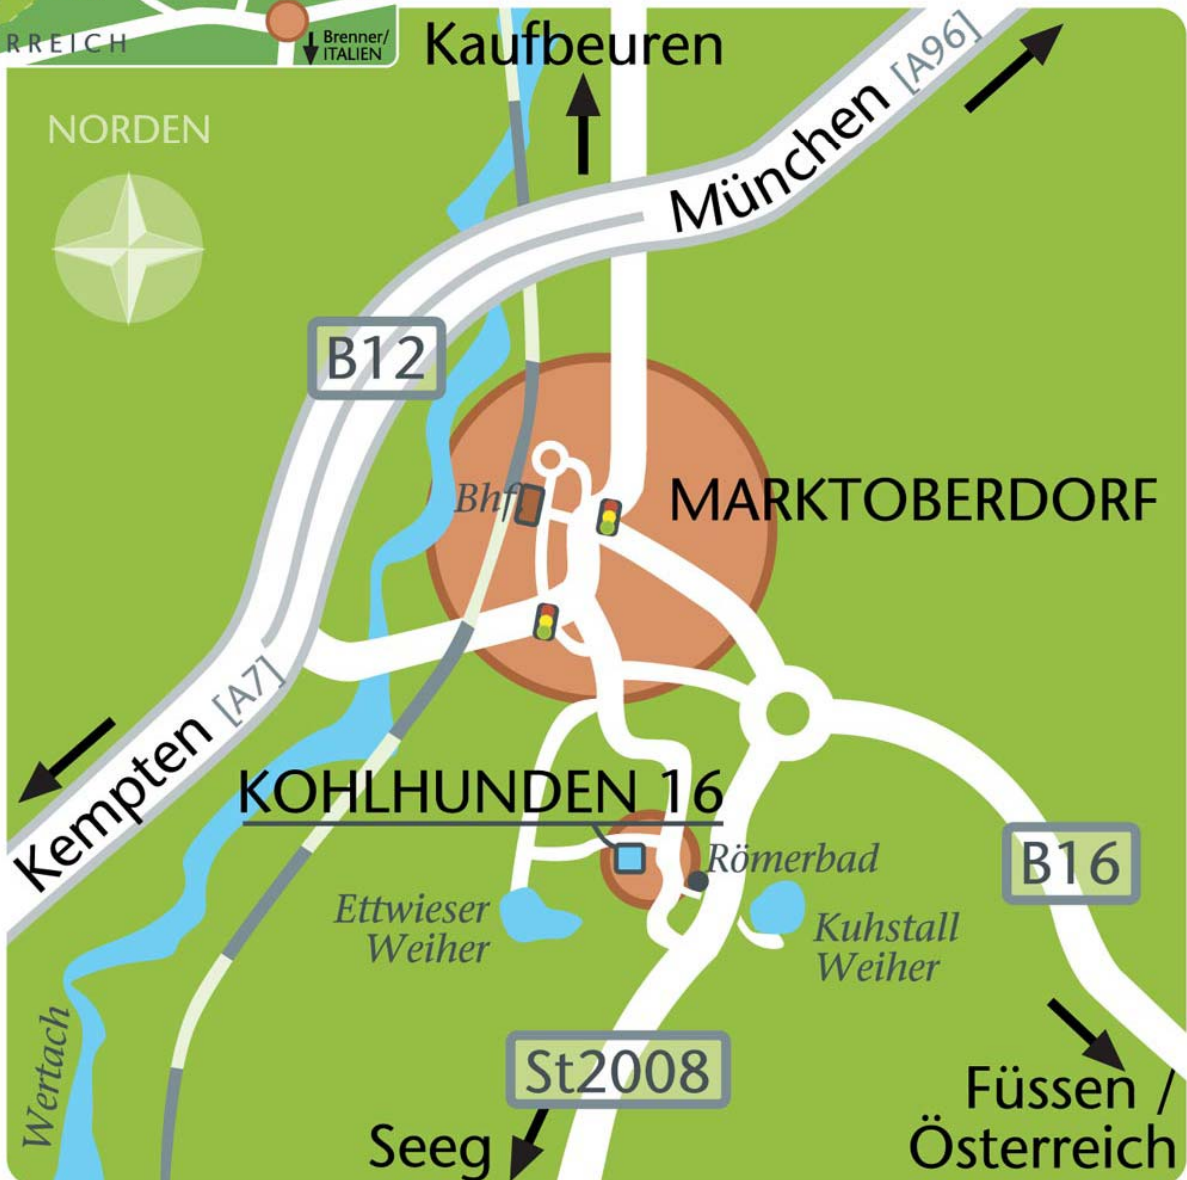 RREICH
Brenner/
ITALIEN
Kaufbeuren
München [A96]
NORDEN
B12
Bhf
MARKTOBERDORF
Kempten [A7]
KOHLHUNDEN 16
Römerbad
B16
Ettwieser
Weiher
Kuhstall
Weiher
Wertach
St2008
Füssen /
Österreich
Seeg